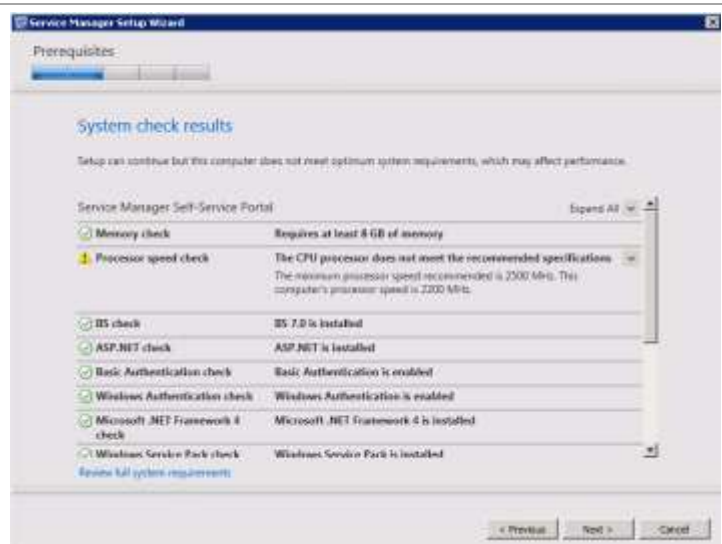 Service Manager Setup Wizard
Prerequisites
System check results
Setup can continue but this computer does not meet optimum system requirements, which may affect performance.
Service Manager Self-Service Portal
Expand All
Memory check
Requires at least 8 GB of memory
Processor speed check
The CPU processor does not meet the recommended specifications
The minimum processor speed recommended is 2500 MHz. This
computer's processor speed is 2200 MHz.
IIS check
IIS 7.0 is installed
ASP.NET check
ASP.NET is installed
Basic Authentication check
Basic Authentication is enabled
Windows Authentication check
Windows Authentication is enabled
Microsoft .NET Framework 4
check
Microsoft .NET Framework 4 is installed
Windows Service Pack check
Windows Service Pack is installed
Review full system requirements
< Previous
Next >
Cancel